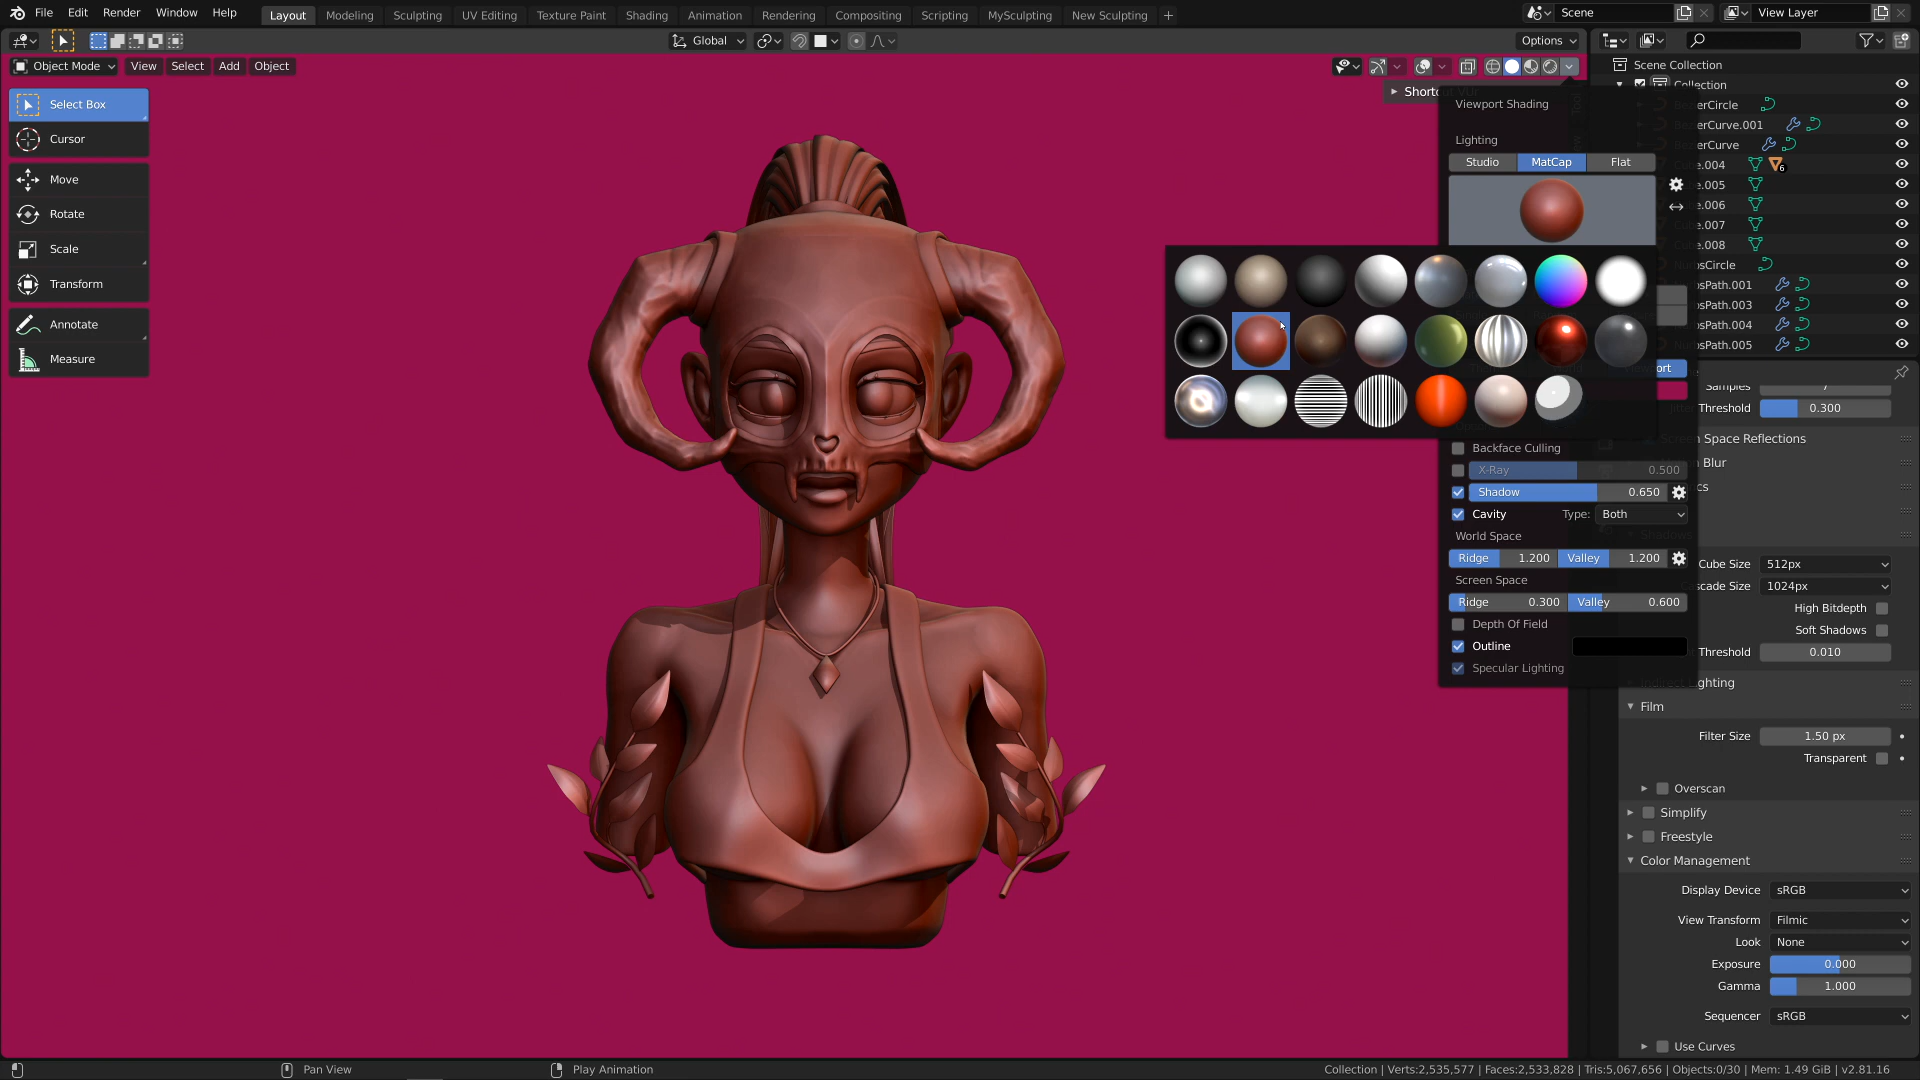 File Edit Render Window Help Layout Modeling Sculpting UV Editing Texture Paint Shading Animation Rendering Compositing Scripting MySculpting New Sculpting + Scene View Layer
Global Options
Object Mode View Select Add Object
Select Box
Cursor
Move
Rotate
Scale
Transform
Annotate
Measure
Viewport Shading
Lighting
Studio MatCap Flat
Backface Culling
X-Ray 0.500
Shadow 0.650
Cavity Type: Both
World Space
Ridge 1.200 Valley 1.200
Screen Space
Ridge 0.300 Valley 0.600
Depth Of Field
Outline
Specular Lighting
Scene Collection
Collection
erCircle
erCurve.001
erCurve
.004 6
e.005
e.006
e.007
e.008
sCircle
sPath.001
sPath.003
sPath.004
sPath.005
Samples 7
Threshold 0.300
Screen Space Reflections
Blur
Cube Size 512px
Cascade Size 1024px
High Bitdepth
Soft Shadows
Threshold 0.010
Indirect Lighting
Film
Filter Size 1.50 px
Transparent
Overscan
Simplify
Freestyle
Color Management
Display Device sRGB
View Transform Filmic
Look None
Exposure 0.000
Gamma 1.000
Sequencer sRGB
Use Curves
Pan View Play Animation Collection | Verts:2,535,577 | Faces:2,533,828 | Tris:5,067,656 | Objects:0/30 | Mem: 1.49 GiB | v2.81.16